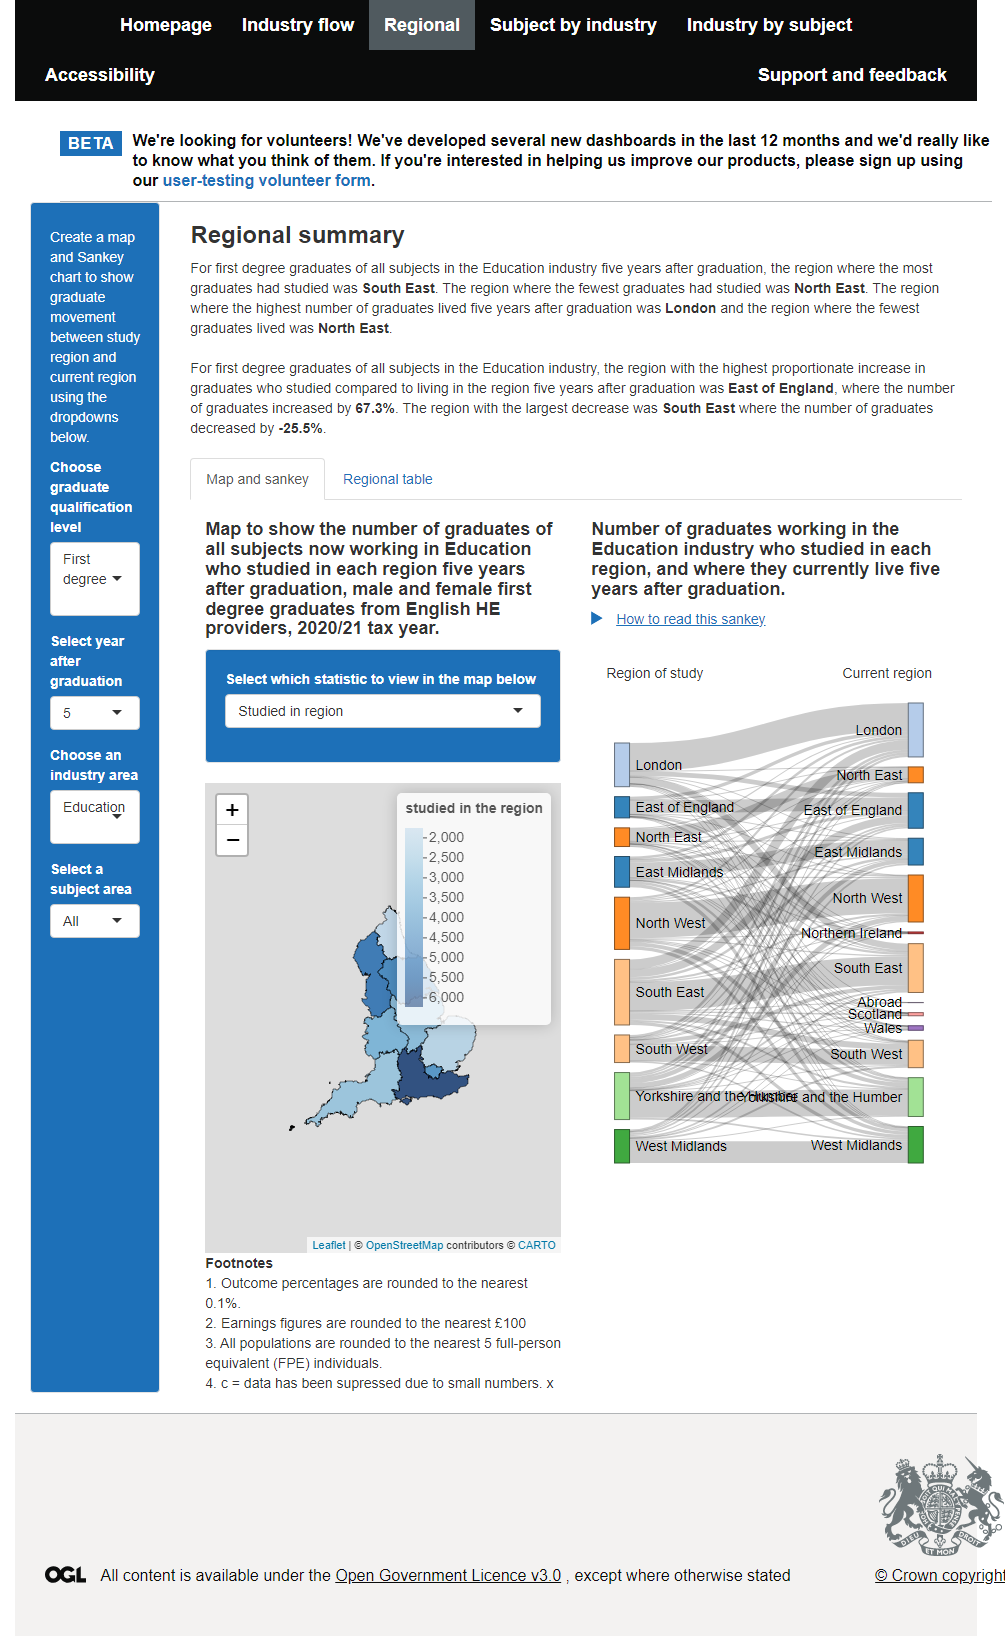 Homepage
Industry flow
Regional
Subject by industry
Industry by subject
Accessibility
Support and feedback
BETA
We're looking for volunteers! We've developed several new dashboards in the last 12 months and we'd really like
to know what you think of them. If you're interested in helping us improve our products, please sign up using
our user-testing volunteer form.
Create a map
and Sankey
chart to show
graduate
movement
between study
region and
current region
using the
dropdowns
below.
Choose
graduate
qualification
level
First
degree
Select year
after
graduation
5
Choose an
industry area
Education
Select a
subject area
All
Regional summary
For first degree graduates of all subjects in the Education industry five years after graduation, the region where the most
graduates had studied was South East. The region where the fewest graduates had studied was North East. The region
where the highest number of graduates lived five years after graduation was London and the region where the fewest
graduates lived was North East.
For first degree graduates of all subjects in the Education industry, the region with the highest proportionate increase in
graduates who studied compared to living in the region five years after graduation was East of England, where the number
of graduates increased by 67.3%. The region with the largest decrease was South East where the number of graduates
decreased by -25.5%.
Map and sankey
Regional table
Map to show the number of graduates of
all subjects now working in Education
who studied in each region five years
after graduation, male and female first
degree graduates from English HE
providers, 2020/21 tax year.
Select which statistic to view in the map below
Studied in region
+
−
studied in the region
2,000
2,500
3,000
3,500
4,000
4,500
5,000
5,500
6,000
Leaflet | © OpenStreetMap contributors © CARTO
Footnotes
1. Outcome percentages are rounded to the nearest
0.1%.
2. Earnings figures are rounded to the nearest £100
3. All populations are rounded to the nearest 5 full-person
equivalent (FPE) individuals.
4. c = data has been supressed due to small numbers. x
Number of graduates working in the
Education industry who studied in each
region, and where they currently live five
years after graduation.
How to read this sankey
Region of study
Current region
London
East of England
North East
East Midlands
North West
South East
South West
Yorkshire and the Humber
West Midlands
London
North East
East of England
East Midlands
North West
Northern Ireland
South East
Abroad
Scotland
Wales
South West
Yorkshire and the Humber
West Midlands
OGL
All content is available under the Open Government Licence v3.0 , except where otherwise stated
© Crown copyright